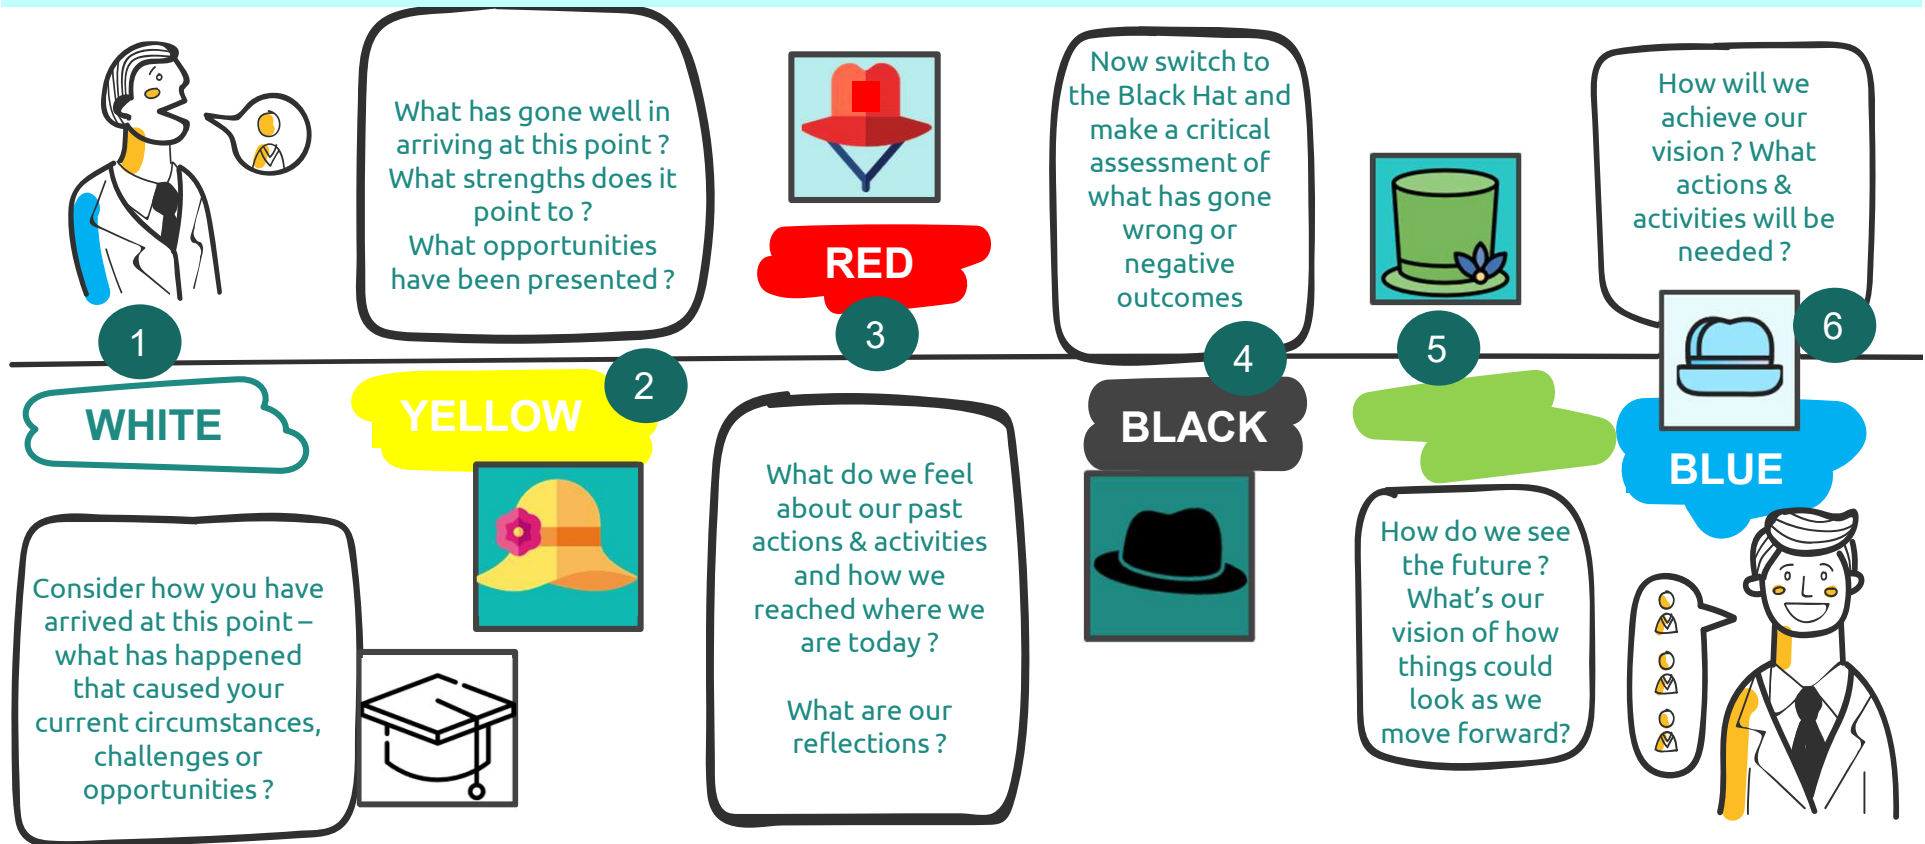 1
WHITE
Consider how you have
arrived at this point –
what has happened
that caused your
current circumstances,
challenges or
opportunities ?
What has gone well in
arriving at this point ?
What strengths does it
point to ?
What opportunities
have been presented ?
2
YELLOW
RED
3
What do we feel
about our past
actions & activities
and how we
reached where we
are today ?
What are our
reflections ?
Now switch to
the Black Hat and
make a critical
assessment of
what has gone
wrong or
negative
outcomes
4
BLACK
5
How do we see
the future ?
What's our
vision of how
things could
look as we
move forward?
How will we
achieve our
vision ? What
actions &
activities will be
needed ?
6
BLUE